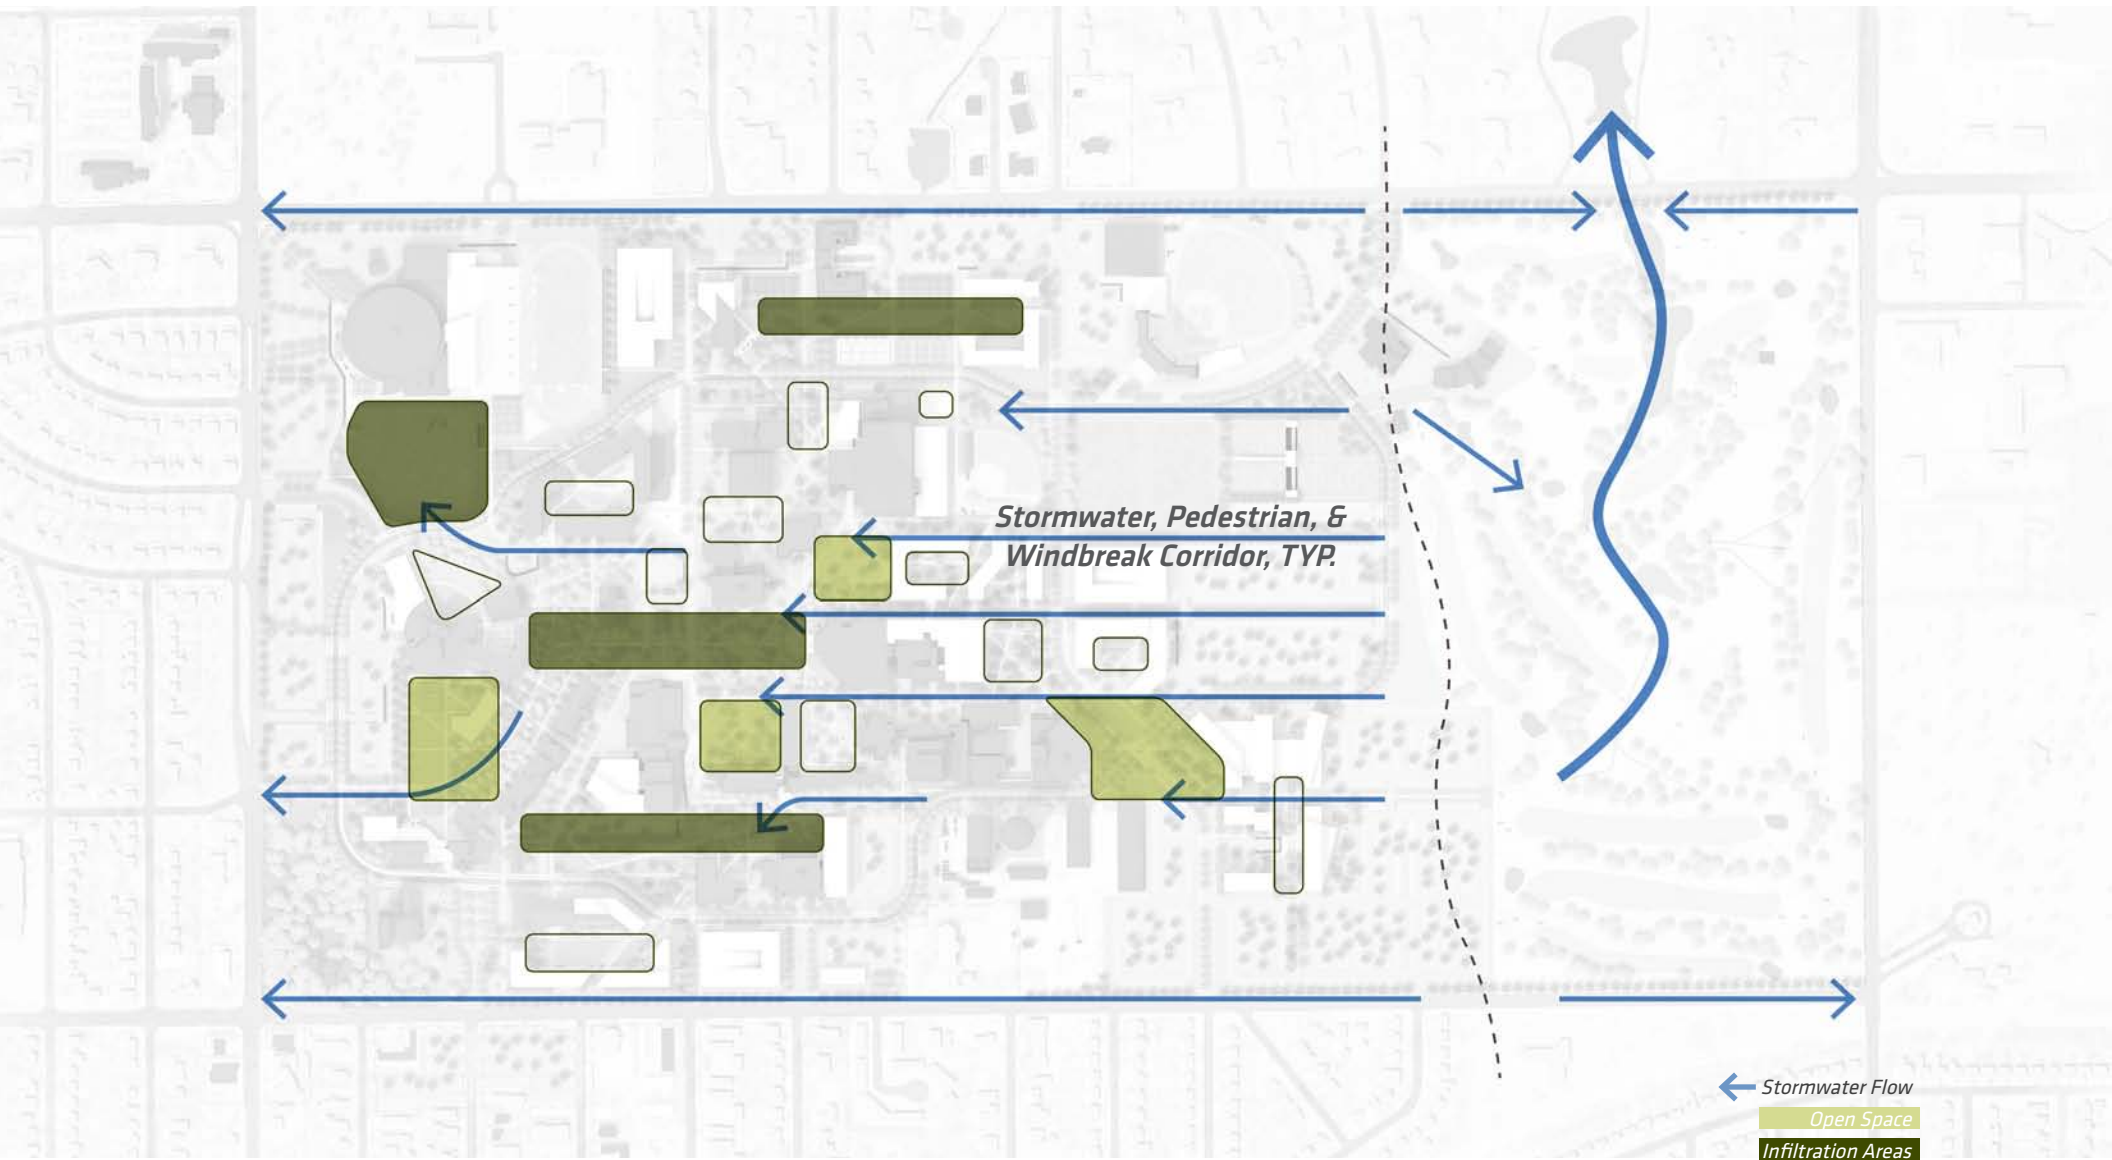 Stormwater, Pedestrian, &
Windbreak Corridor, TYP.
Stormwater Flow
Open Space
Infiltration Areas